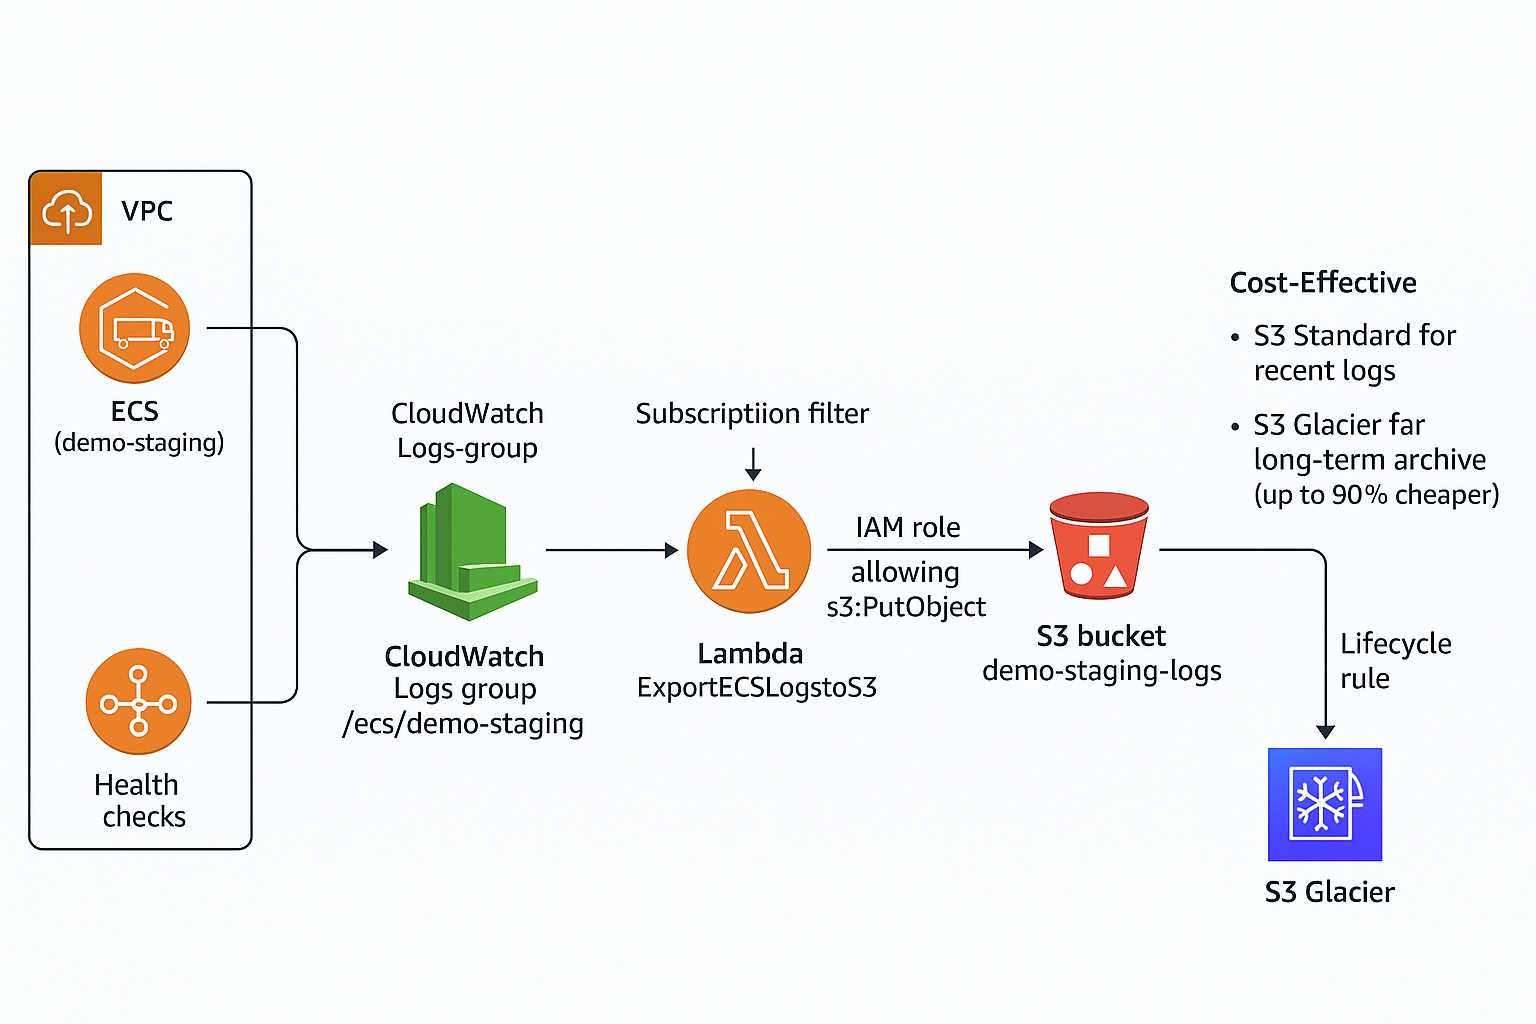 VPC
ECS
(demo-staging)
Health
checks
CloudWatch
Logs-group
CloudWatch
Logs group
/ecs/demo-staging
Subscriptiion filter
Lambda
ExportECSLogstoS3
IAM role
allowing
s3:PutObject
S3 bucket
demo-staging-logs
Cost-Effective
• S3 Standard for
recent logs
• S3 Glacier far
long-term archive
(up to 90% cheaper)
Lifecycle
rule
S3 Glacier